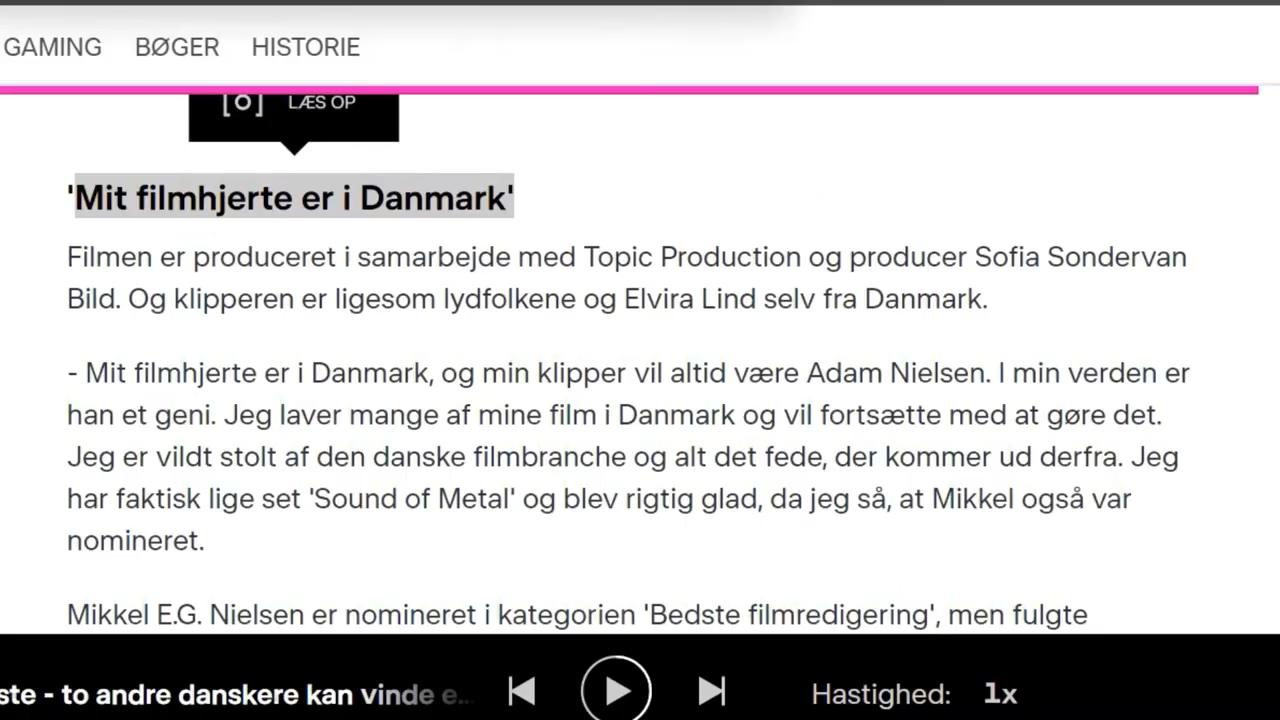 GAMING BØGER HISTORIE
LÆS OP
'Mit filmhjerte er i Danmark'
Filmen er produceret i samarbejde med Topic Production og producer Sofia Sondervan
Bild. Og klipperen er ligesom lydfolkene og Elvira Lind selv fra Danmark.
- Mit filmhjerte er i Danmark, og min klipper vil altid være Adam Nielsen. I min verden er
han et geni. Jeg laver mange af mine film i Danmark og vil fortsætte med at gøre det.
Jeg er vildt stolt af den danske filmbranche og alt det fede, der kommer ud derfra. Jeg
har faktisk lige set 'Sound of Metal' og blev rigtig glad, da jeg så, at Mikkel også var
nomineret.
Mikkel E.G. Nielsen er nomineret i kategorien 'Bedste filmredigering', men fulgte
ste - to andre danskere kan vinde e... Hastighed: 1x